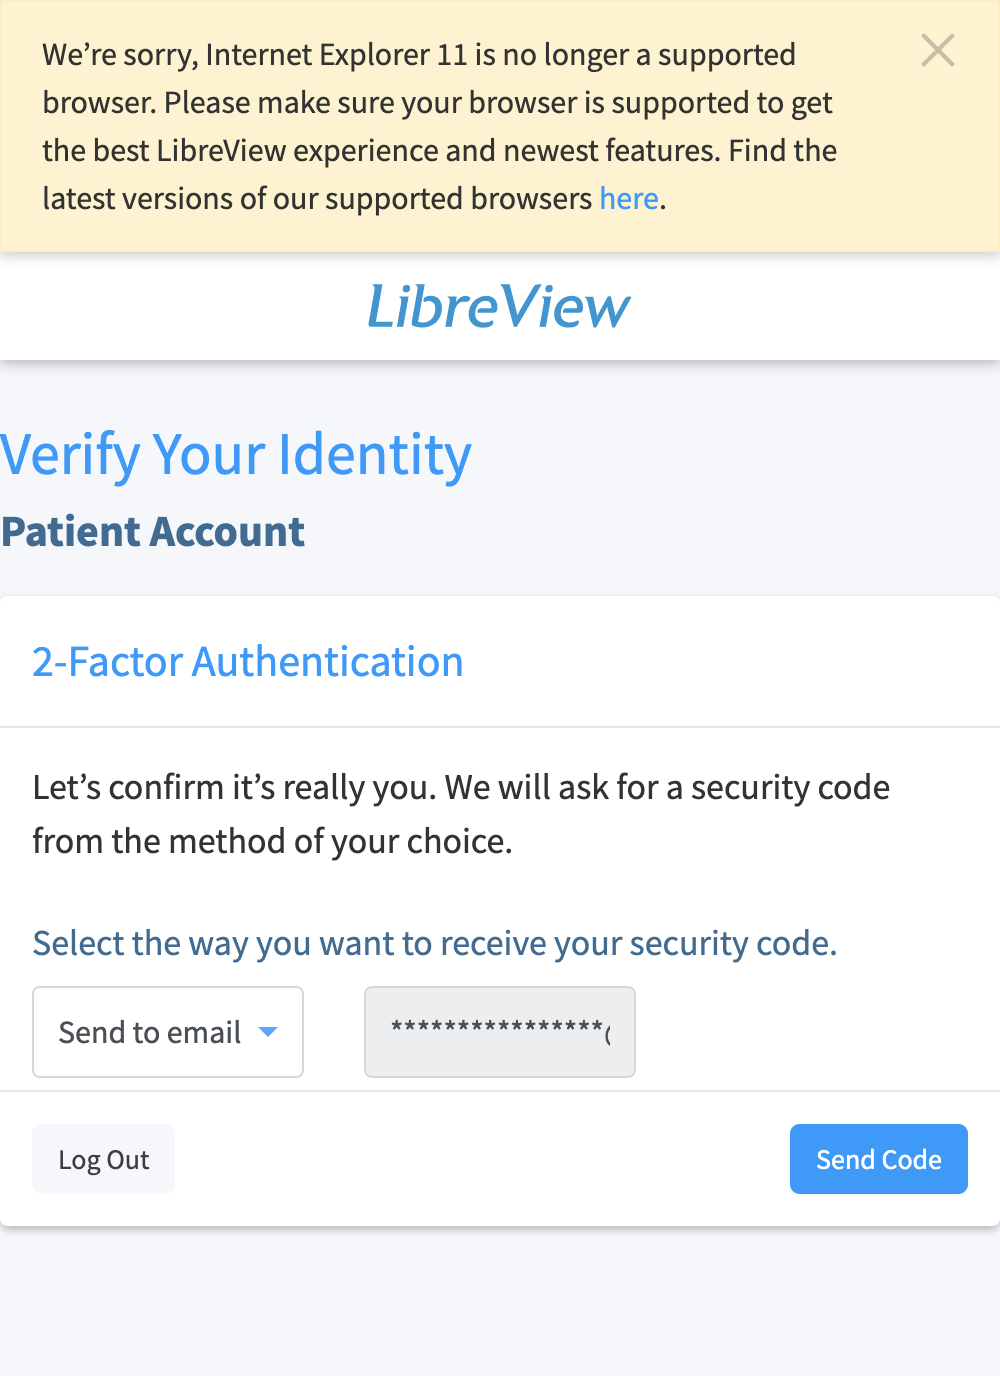 We’re sorry, Internet Explorer 11 is no longer a supported
browser. Please make sure your browser is supported to get
the best LibreView experience and newest features. Find the
latest versions of our supported browsers here.
LibreView
Verify Your Identity
Patient Account
2-Factor Authentication
Let’s confirm it’s really you. We will ask for a security code
from the method of your choice.
Select the way you want to receive your security code.
Send to email ****************(
Log Out Send Code